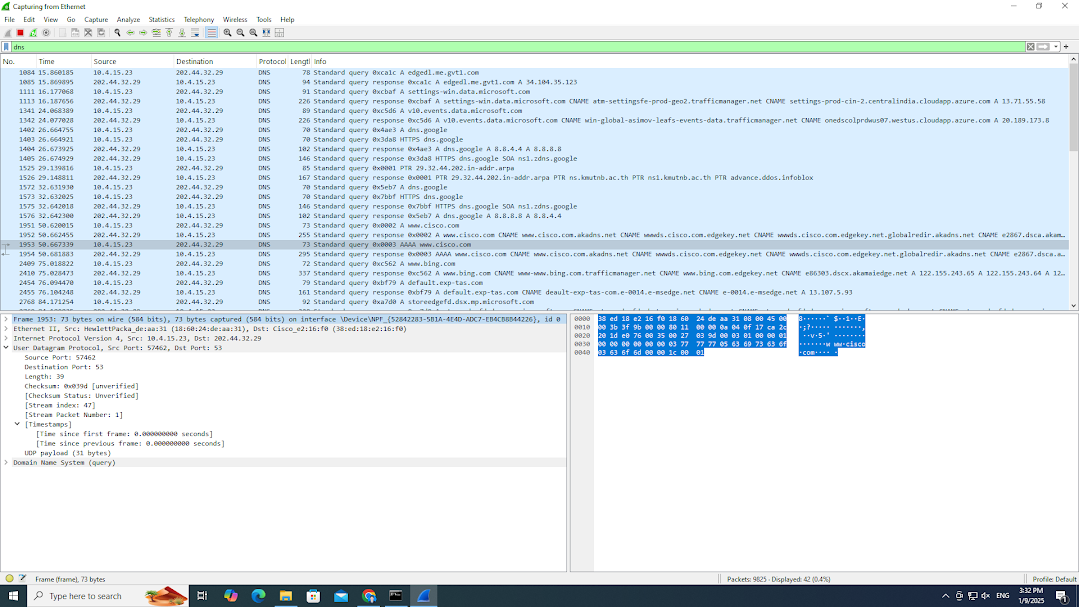 Capturing from Ethernet
File Edit View Go Capture Analyze Statistics Telephony Wireless Tools Help
dns
No. Time Source Destination Protocol Lengtl Info
1084 15.860185 10.4.15.23 202.44.32.29 DNS 78 Standard query 0xca1c A edgedl.me.gvt1.com
1085 15.869895 202.44.32.29 10.4.15.23 DNS 94 Standard query response 0xca1c A edgedl.me.gvt1.com A 34.104.35.123
1111 16.177068 10.4.15.23 202.44.32.29 DNS 91 Standard query 0xcbaf A settings-win.data.microsoft.com
1113 16.187656 202.44.32.29 10.4.15.23 DNS 226 Standard query response 0xcbaf A settings-win.data.microsoft.com CNAME atm-settingsfe-prod-geo2.trafficmanager.net CNAME settings-prod-cin-2.centralindia.cloudapp.azure.com A 13.71.55.58
1341 24.068389 10.4.15.23 202.44.32.29 DNS 89 Standard query 0xc5d6 A v10.events.data.microsoft.com
1342 24.077028 202.44.32.29 10.4.15.23 DNS 226 Standard query response 0xc5d6 A v10.events.data.microsoft.com CNAME win-global-asimov-leafs-events-data.trafficmanager.net CNAME onedscolprdwus07.westus.cloudapp.azure.com A 20.189.173.8
1402 26.664755 10.4.15.23 202.44.32.29 DNS 70 Standard query 0x4ae3 A dns.google
1403 26.664921 10.4.15.23 202.44.32.29 DNS 70 Standard query 0x3da8 HTTPS dns.google
1404 26.673925 202.44.32.29 10.4.15.23 DNS 102 Standard query response 0x4ae3 A dns.google A 8.8.4.4 A 8.8.8.8
1405 26.674929 202.44.32.29 10.4.15.23 DNS 146 Standard query response 0x3da8 HTTPS dns.google SOA ns1.zdns.google
1525 29.139816 10.4.15.23 202.44.32.29 DNS 85 Standard query 0x0001 PTR 29.32.44.202.in-addr.arpa
1526 29.148811 202.44.32.29 10.4.15.23 DNS 167 Standard query response 0x0001 PTR 29.32.44.202.in-addr.arpa PTR ns.kmutnb.ac.th PTR ns1.kmutnb.ac.th PTR advance.ddos.infoblox
1572 32.631930 10.4.15.23 202.44.32.29 DNS 70 Standard query 0x5eb7 A dns.google
1573 32.632025 10.4.15.23 202.44.32.29 DNS 70 Standard query 0x7bbf HTTPS dns.google
1575 32.642018 202.44.32.29 10.4.15.23 DNS 146 Standard query response 0x7bbf HTTPS dns.google SOA ns1.zdns.google
1576 32.642300 202.44.32.29 10.4.15.23 DNS 102 Standard query response 0x5eb7 A dns.google A 8.8.8.8 A 8.8.4.4
1951 50.620015 10.4.15.23 202.44.32.29 DNS 73 Standard query 0x0002 A www.cisco.com
1952 50.662455 202.44.32.29 10.4.15.23 DNS 255 Standard query response 0x0002 A www.cisco.com CNAME www.cisco.com.akadns.net CNAME wwwds.cisco.com.edgekey.net CNAME wwwds.cisco.com.edgekey.net.globalredir.akadns.net CNAME e2867.dsca.akam...
1953 50.667339 10.4.15.23 202.44.32.29 DNS 73 Standard query 0x0003 AAAA www.cisco.com
1954 50.681883 202.44.32.29 10.4.15.23 DNS 295 Standard query response 0x0003 AAAA www.cisco.com CNAME www.cisco.com.akadns.net CNAME wwwds.cisco.com.edgekey.net CNAME wwwds.cisco.com.edgekey.net.globalredir.akadns.net CNAME e2867.dsca.a...
2409 75.018822 10.4.15.23 202.44.32.29 DNS 72 Standard query 0xc562 A www.bing.com
2410 75.028473 202.44.32.29 10.4.15.23 DNS 337 Standard query response 0xc562 A www.bing.com CNAME www-www.bing.com.trafficmanager.net CNAME www.bing.com.edgekey.net CNAME e86303.dscx.akamaiedge.net A 122.155.243.65 A 122.155.243.64 A 12...
2454 76.094470 10.4.15.23 202.44.32.29 DNS 79 Standard query 0xbf79 A default.exp-tas.com
2455 76.104248 202.44.32.29 10.4.15.23 DNS 161 Standard query response 0xbf79 A default.exp-tas.com CNAME deault-exp-tas-com.e-0014.e-msedge.net CNAME e-0014.e-msedge.net A 13.107.5.93
2768 84.171254 10.4.15.23 202.44.32.29 DNS 92 Standard query 0xa7d0 A storeedgefd.dsx.mp.microsoft.com
Frame 1953: 73 bytes on wire (584 bits), 73 bytes captured (584 bits) on interface \Device\NPF_{52842283-5B1A-4E4D-ADC7-EB4CB8B44226}, id 0
Ethernet II, Src: HewlettPacka_de:aa:31 (18:60:24:de:aa:31), Dst: Cisco_e2:16:f0 (38:ed:18:e2:16:f0)
Internet Protocol Version 4, Src: 10.4.15.23, Dst: 202.44.32.29
User Datagram Protocol, Src Port: 57462, Dst Port: 53
Source Port: 57462
Destination Port: 53
Length: 39
Checksum: 0x039d [unverified]
[Checksum Status: Unverified]
[Stream index: 47]
[Stream Packet Number: 1]
[Timestamps]
[Time since first frame: 0.000000000 seconds]
[Time since previous frame: 0.000000000 seconds]
UDP payload (31 bytes)
Domain Name System (query)
0000 38 ed 18 e2 16 f0 18 60 24 de aa 31 08 00 45 00 8······` $··1··E·
0010 00 3b 3f 9b 00 00 80 11 00 00 0a 04 0f 17 ca 2c ·;?····· ·······,
0020 20 1d e0 76 00 35 00 27 03 9d 00 03 01 00 00 01 ··v·5·' ········
0030 00 00 00 00 00 00 03 77 77 77 05 63 69 73 63 6f ·······w ww·cisco
0040 03 63 6f 6d 00 00 1c 00 01 ·com···· ·
Frame (frame), 73 bytes Packets: 9825 · Displayed: 42 (0.4%) Profile: Default
Type here to search ENG 3:32 PM
1/9/2025